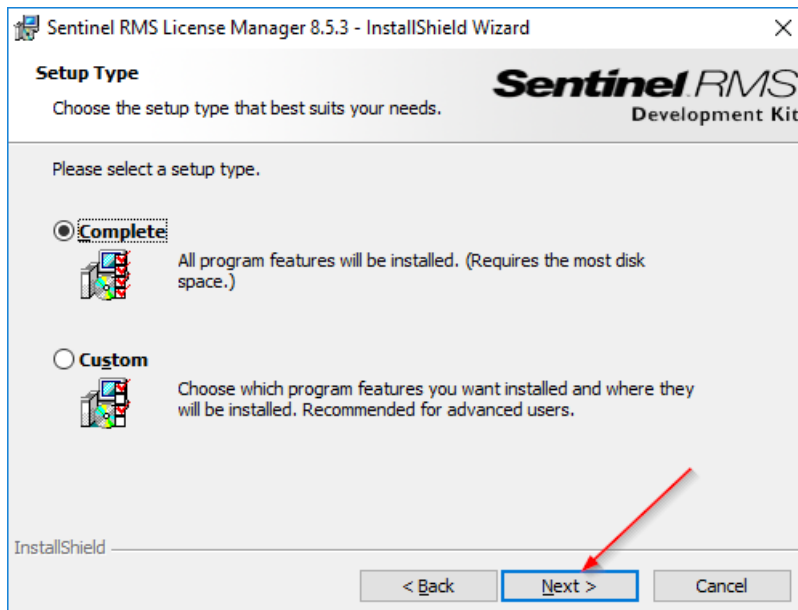 Sentinel RMS License Manager 8.5.3 - InstallShield Wizard
Setup Type
Choose the setup type that best suits your needs.
Sentinel RMS
Development Kit
Please select a setup type.
Complete
All program features will be installed. (Requires the most disk
space.)
Custom
Choose which program features you want installed and where they
will be installed. Recommended for advanced users.
InstallShield
< Back
Next >
Cancel